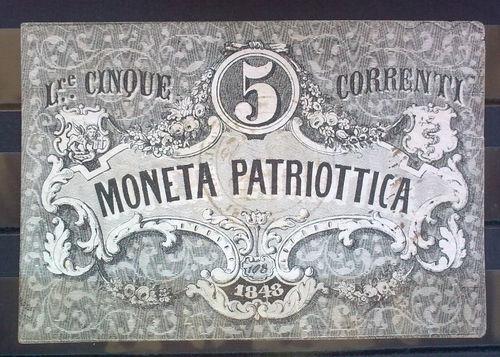 Lre: CINQUE 5 CORRENTI
MONETA PATRIOTTICA
1848